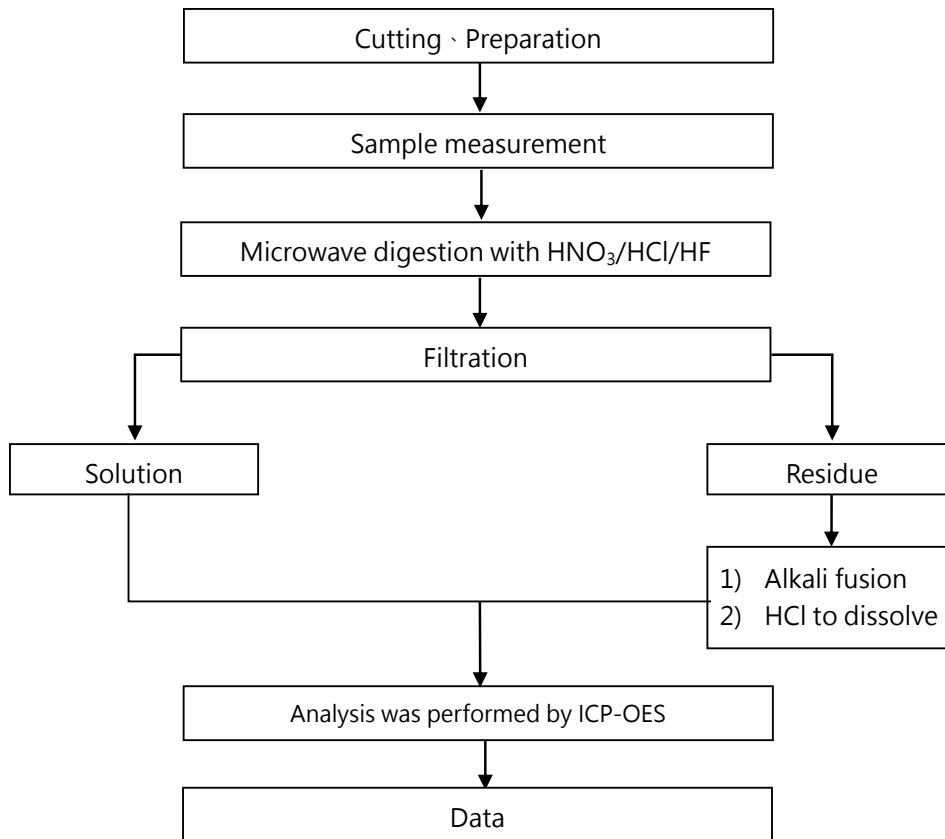 Cutting、Preparation
Sample measurement
Microwave digestion with HNO₃/HCl/HF
Filtration
Solution
Residue
1) Alkali fusion
2) HCl to dissolve
Analysis was performed by ICP-OES
Data